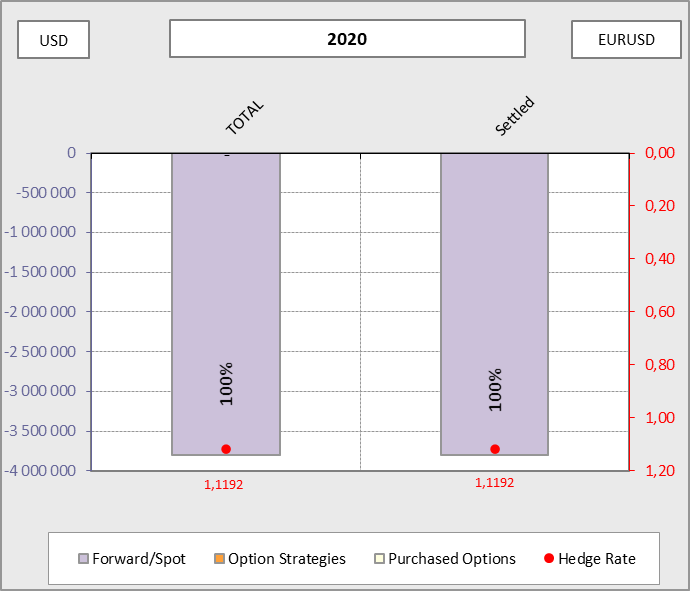 USD
2020
EURUSD
TOTAL
Settled
0
-500 000
-1 000 000
-1 500 000
-2 000 000
-2 500 000
-3 000 000
-3 500 000
-4 000 000
0,00
0,20
0,40
0,60
0,80
1,00
1,20
-
100%
100%
1,1192
1,1192
Forward/Spot
Option Strategies
Purchased Options
Hedge Rate